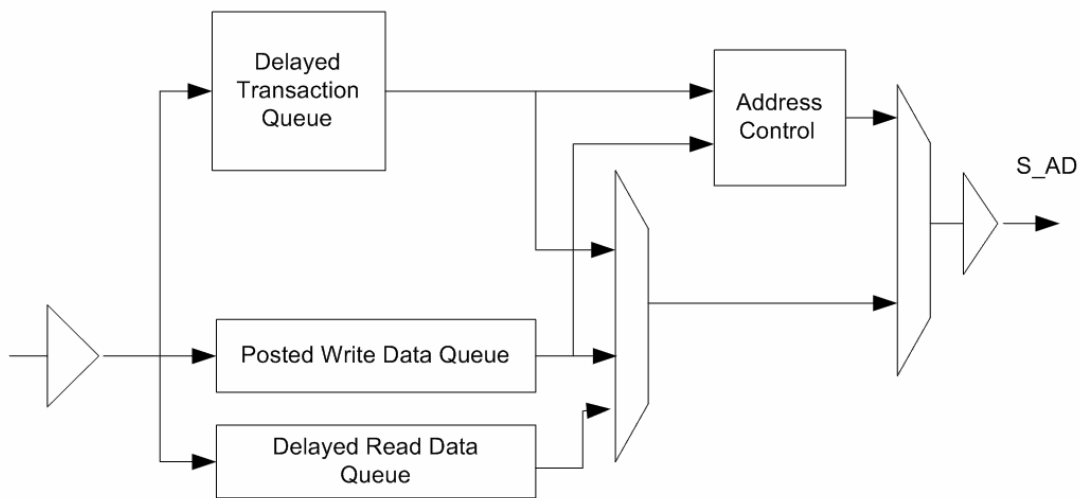 Delayed
Transaction
Queue
Address
Control
S_AD
Posted Write Data Queue
Delayed Read Data
Queue